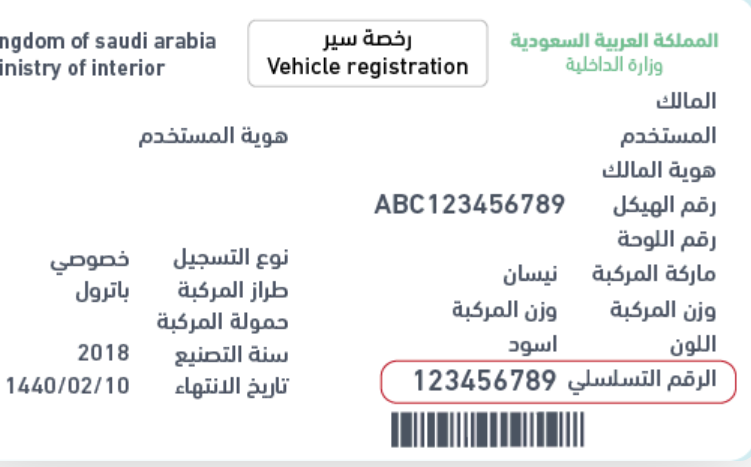 المملكة العربية السعودية
وزارة الداخلية
رخصة سير
Vehicle registration
ngdom of saudi arabia
inistry of interior
المالك
المستخدم هوية المستخدم
هوية المالك
رقم الهيكل ABC123456789
رقم اللوحة نوع التسجيل خصوصي
ماركة المركبة نيسان طراز المركبة باترول
وزن المركبة وزن المركبة حمولة المركبة
اللون اسود سنة التصنيع 2018
الرقم التسلسلي 123456789 تاريخ الانتهاء 1440/02/10